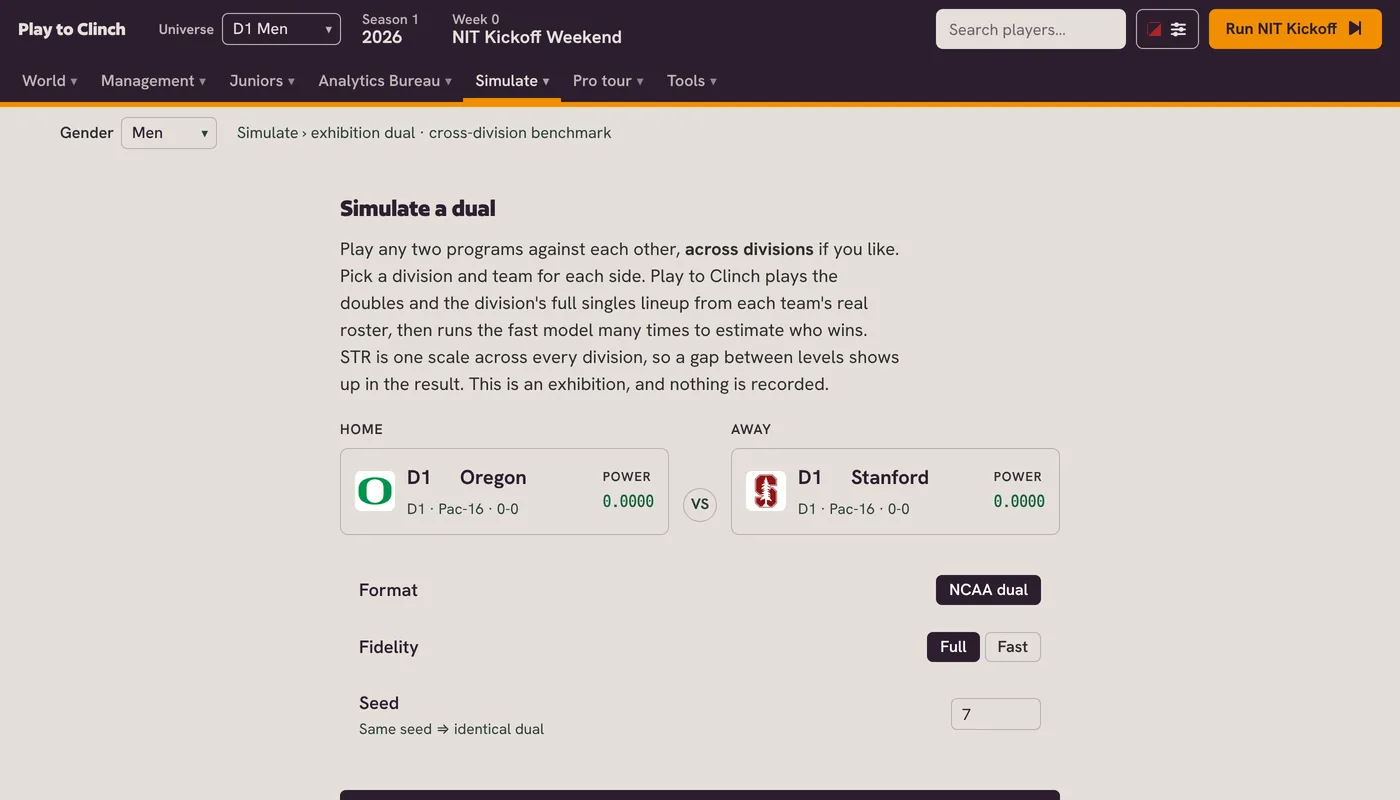 Play to Clinch
Universe
D1 Men
Season 1
2026
Week 0
NIT Kickoff Weekend
Search players...
Run NIT Kickoff
World
Management
Juniors
Analytics Bureau
Simulate
Pro tour
Tools
Gender
Men
Simulate › exhibition dual · cross-division benchmark
Simulate a dual
Play any two programs against each other, across divisions if you like.
Pick a division and team for each side. Play to Clinch plays the
doubles and the division's full singles lineup from each team's real
roster, then runs the fast model many times to estimate who wins.
STR is one scale across every division, so a gap between levels shows
up in the result. This is an exhibition, and nothing is recorded.
HOME
D1 Oregon
D1 · Pac-16 · 0-0
POWER
0.0000
VS
AWAY
D1 Stanford
D1 · Pac-16 · 0-0
POWER
0.0000
Format
NCAA dual
Fidelity
Full
Fast
Seed
Same seed ⇒ identical dual
7